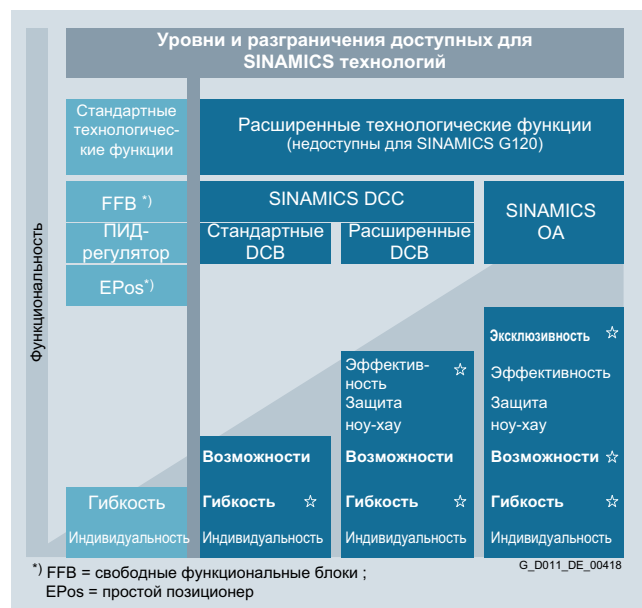 Уровни и разграничения доступных для
SINAMICS технологий
Функциональность
Стандартные
технологичес-
кие функции
Расширенные технологические функции
(недоступны для SINAMICS G120)
FFB *)
ПИД-
регулятор
EPos*)
SINAMICS DCC
Стандартные
DCB
Расширенные
DCB
SINAMICS
OA
Гибкость
Индивидуальность
Возможности
Гибкость ☆
Индивидуальность
Эффектив- ☆
ность
Защита
ноу-хау
Возможности
Гибкость ☆
Индивидуальность
Эксклюзивность ☆
Эффективность
Защита
ноу-хау
Возможности ☆
Гибкость ☆
Индивидуальность
*) FFB = свободные функциональные блоки ;
EPos = простой позиционер
G_D011_DE_00418